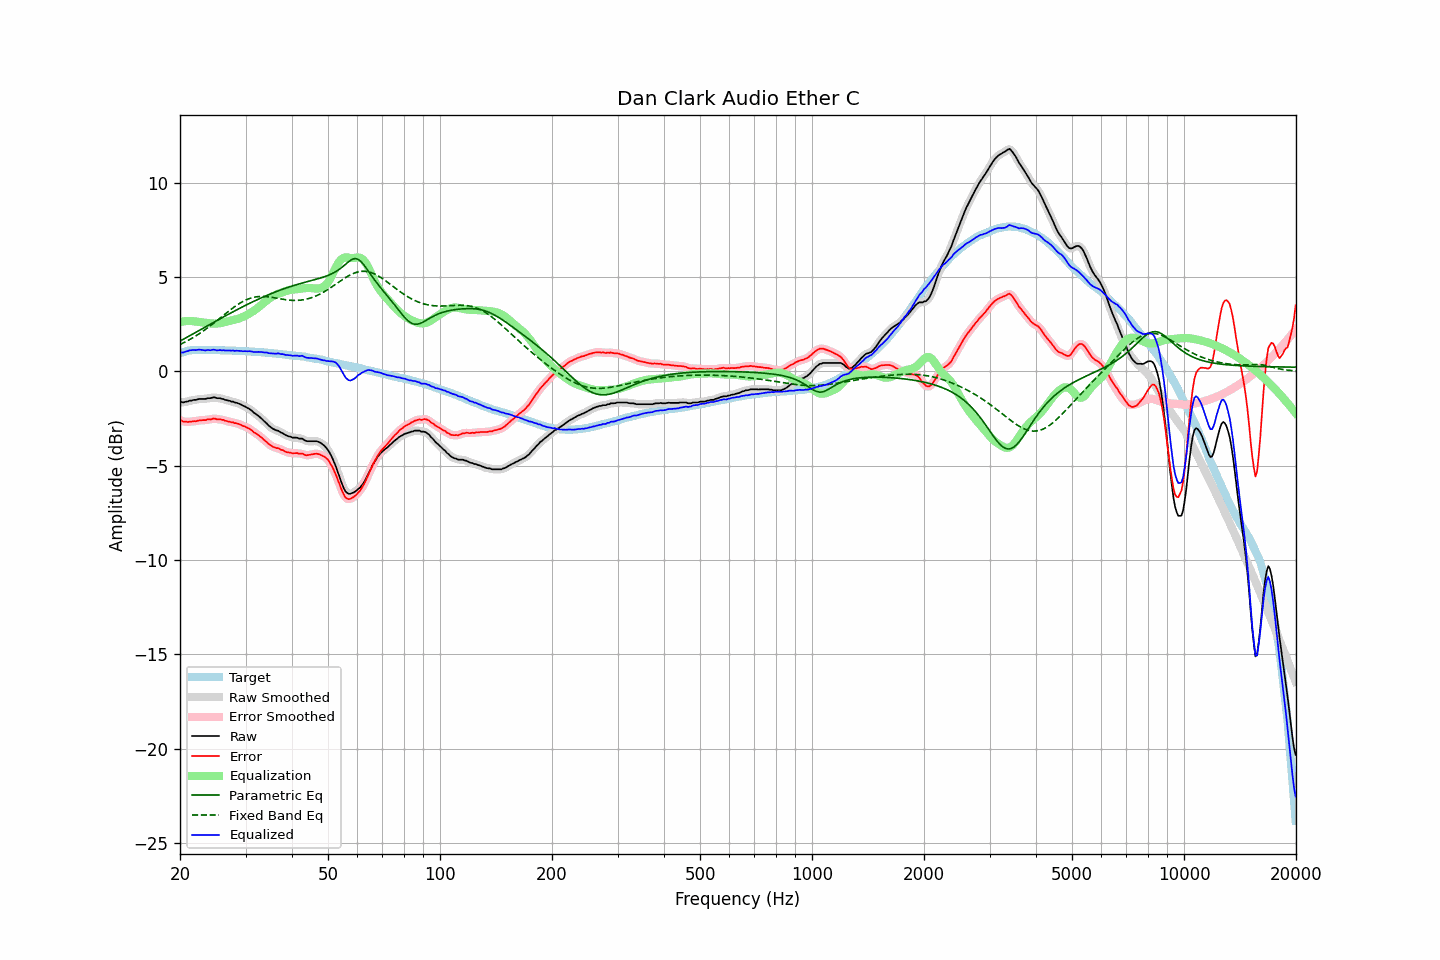 Dan Clark Audio Ether C
10
5
0
−5
−10
−15
−20
−25
Amplitude (dBr)
Target
Raw Smoothed
Error Smoothed
Raw
Error
Equalization
Parametric Eq
Fixed Band Eq
Equalized
20 50 100 200 500 1000 2000 5000 10000 20000
Frequency (Hz)